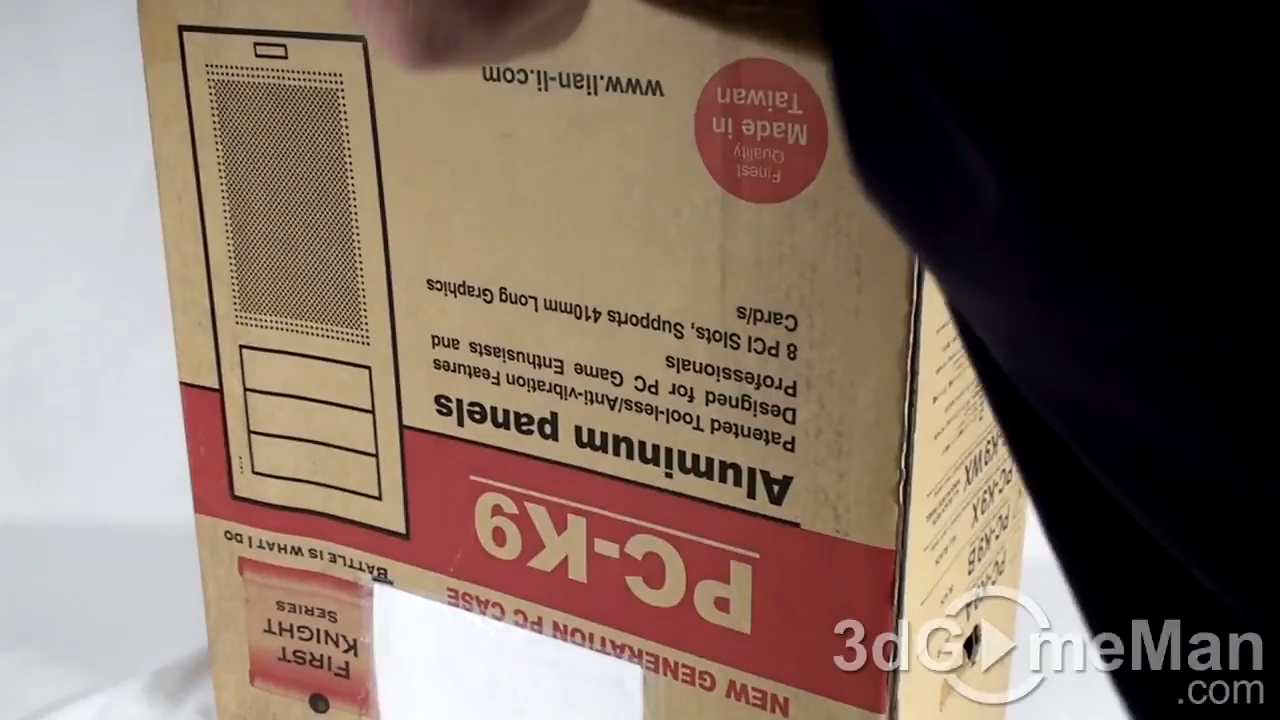 NEW GENERATION PC CASE
PC-K9
Aluminum panels
Patented Tool-less/Anti-vibration Features
Designed for PC Game Enthusiasts and
Professionals
8 PCI Slots, Supports 410mm Long Graphics
Card/s
Finest
Quality
Made in
Taiwan
www.lian-li.com
FIRST
KNIGHT
SERIES
BATTLE IS WHAT I DO
PC-K9B
PC-K9X
PC-K9WX
3dGameMan
.com